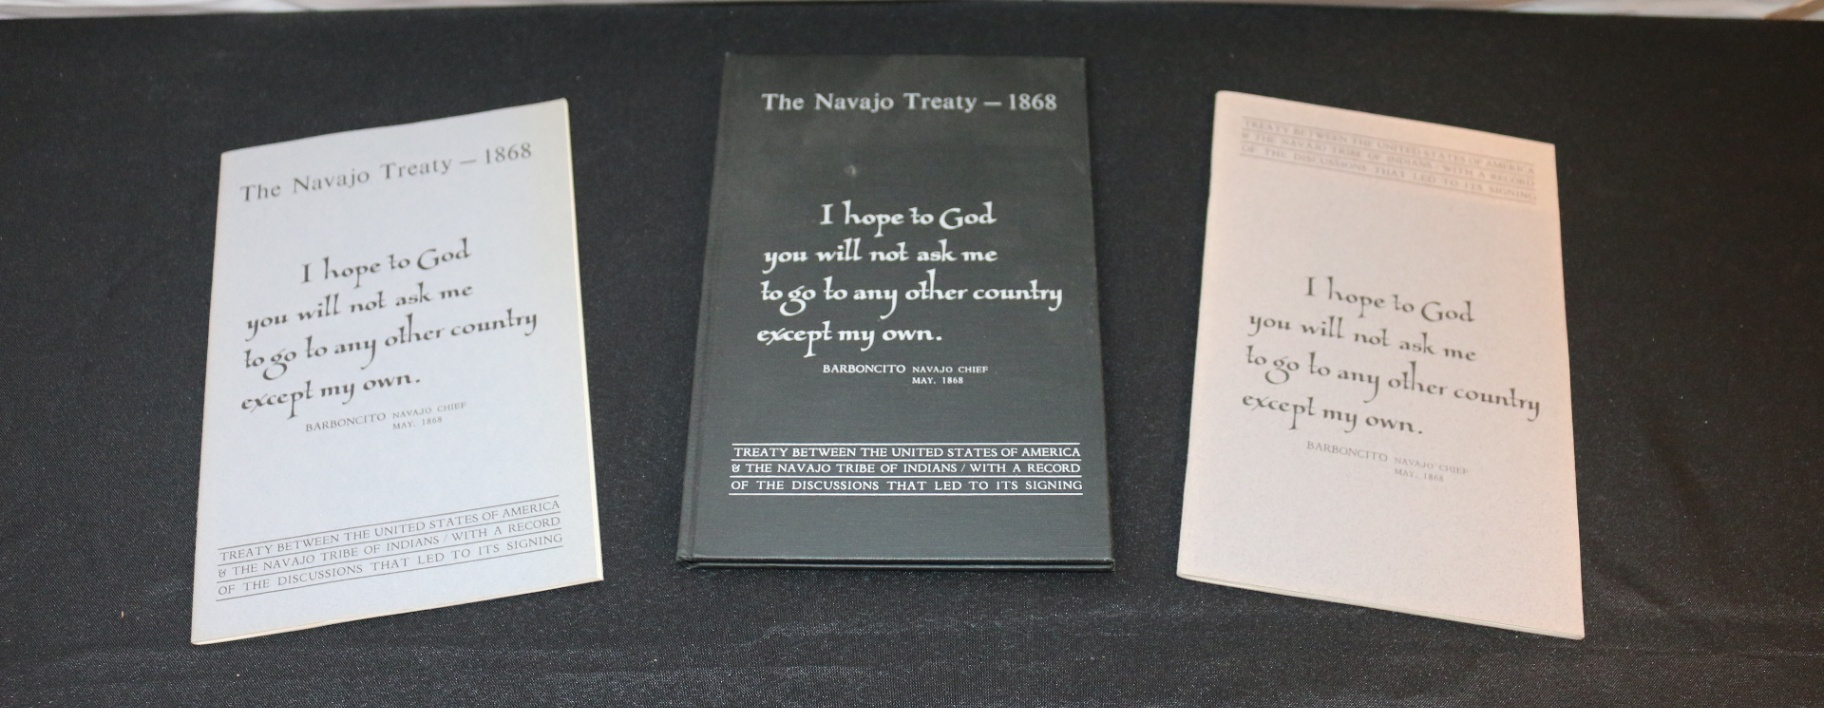 The Navajo Treaty — 1868
I hope to God
you will not ask me
to go to any other country
except my own.
BARBONCITO NAVAJO CHIEF
MAY, 1868
TREATY BETWEEN THE UNITED STATES OF AMERICA
& THE NAVAJO TRIBE OF INDIANS / WITH A RECORD
OF THE DISCUSSIONS THAT LED TO ITS SIGNING
The Navajo Treaty — 1868
I hope to God
you will not ask me
to go to any other country
except my own.
BARBONCITO NAVAJO CHIEF
MAY, 1868
TREATY BETWEEN THE UNITED STATES OF AMERICA
& THE NAVAJO TRIBE OF INDIANS / WITH A RECORD
OF THE DISCUSSIONS THAT LED TO ITS SIGNING
TREATY BETWEEN THE UNITED STATES OF AMERICA
& THE NAVAJO TRIBE OF INDIANS / WITH A RECORD
OF THE DISCUSSIONS THAT LED TO ITS SIGNING
I hope to God
you will not ask me
to go to any other country
except my own.
BARBONCITO NAVAJO CHIEF
MAY, 1868